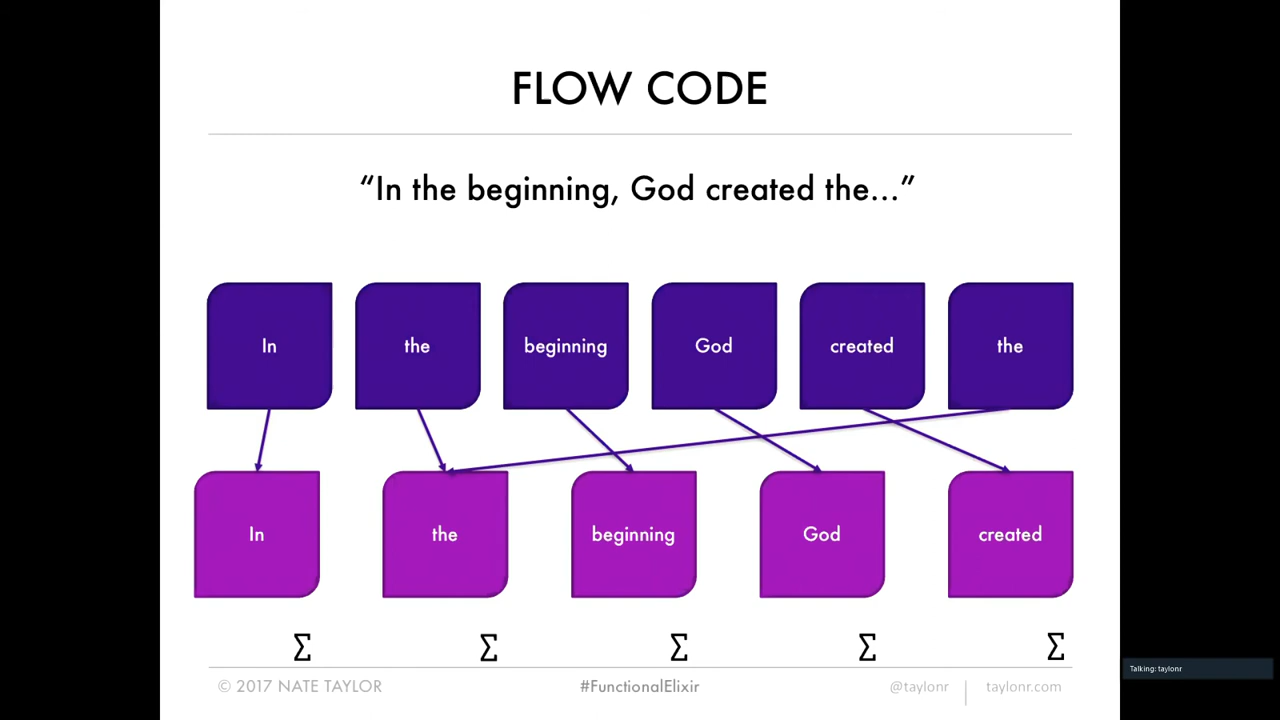 FLOW CODE
“In the beginning, God created the...”
In the beginning God created the
In the beginning God created
Σ Σ Σ Σ Σ
© 2017 NATE TAYLOR #FunctionalElixir @taylonr taylonr.com
Talking: taylonr